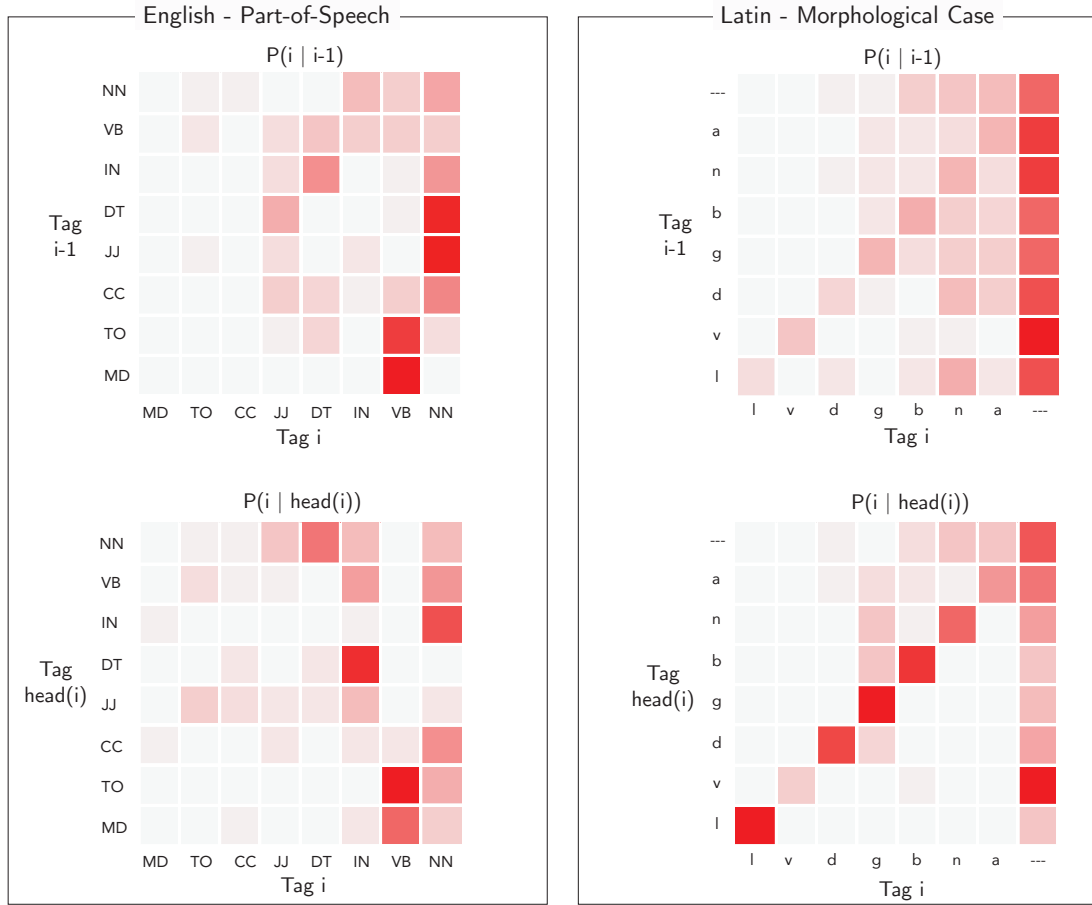 English - Part-of-Speech
P(i | i-1)
NN
VB
IN
DT
JJ
CC
TO
MD
Tag
i-1
MD TO CC JJ DT IN VB NN
Tag i
P(i | head(i))
NN
VB
IN
DT
JJ
CC
TO
MD
Tag
head(i)
MD TO CC JJ DT IN VB NN
Tag i
Latin - Morphological Case
P(i | i-1)
---
a
n
b
g
d
v
l
Tag
i-1
l v d g b n a ---
Tag i
P(i | head(i))
---
a
n
b
g
d
v
l
Tag
head(i)
l v d g b n a ---
Tag i